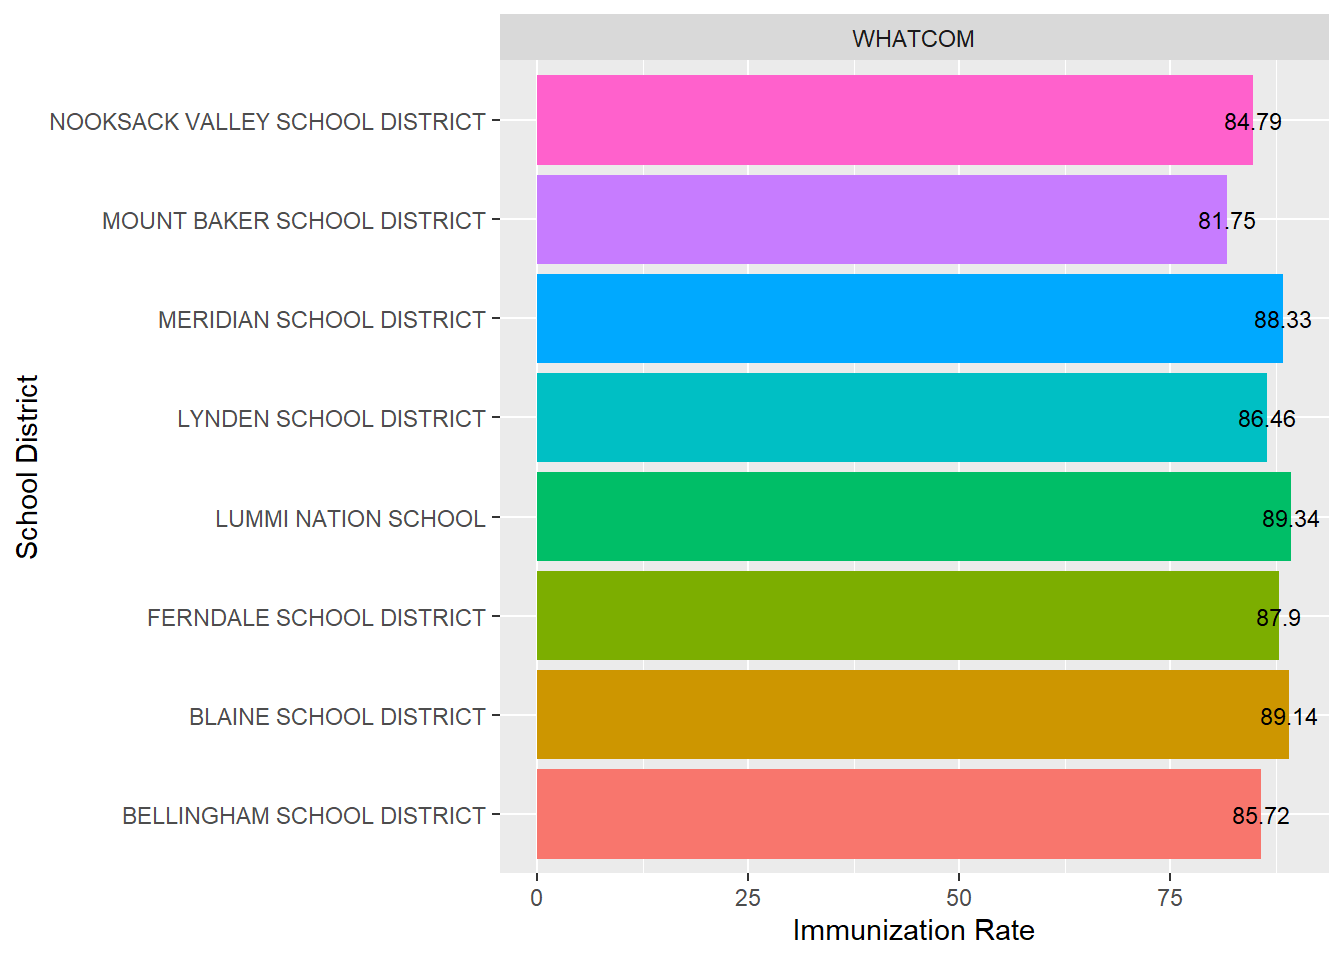 WHATCOM
NOOKSACK VALLEY SCHOOL DISTRICT
84.79
MOUNT BAKER SCHOOL DISTRICT
81.75
MERIDIAN SCHOOL DISTRICT
88.33
LYNDEN SCHOOL DISTRICT
86.46
LUMMI NATION SCHOOL
89.34
FERNDALE SCHOOL DISTRICT
87.9
BLAINE SCHOOL DISTRICT
89.14
BELLINGHAM SCHOOL DISTRICT
85.72
School District
0 25 50 75
Immunization Rate